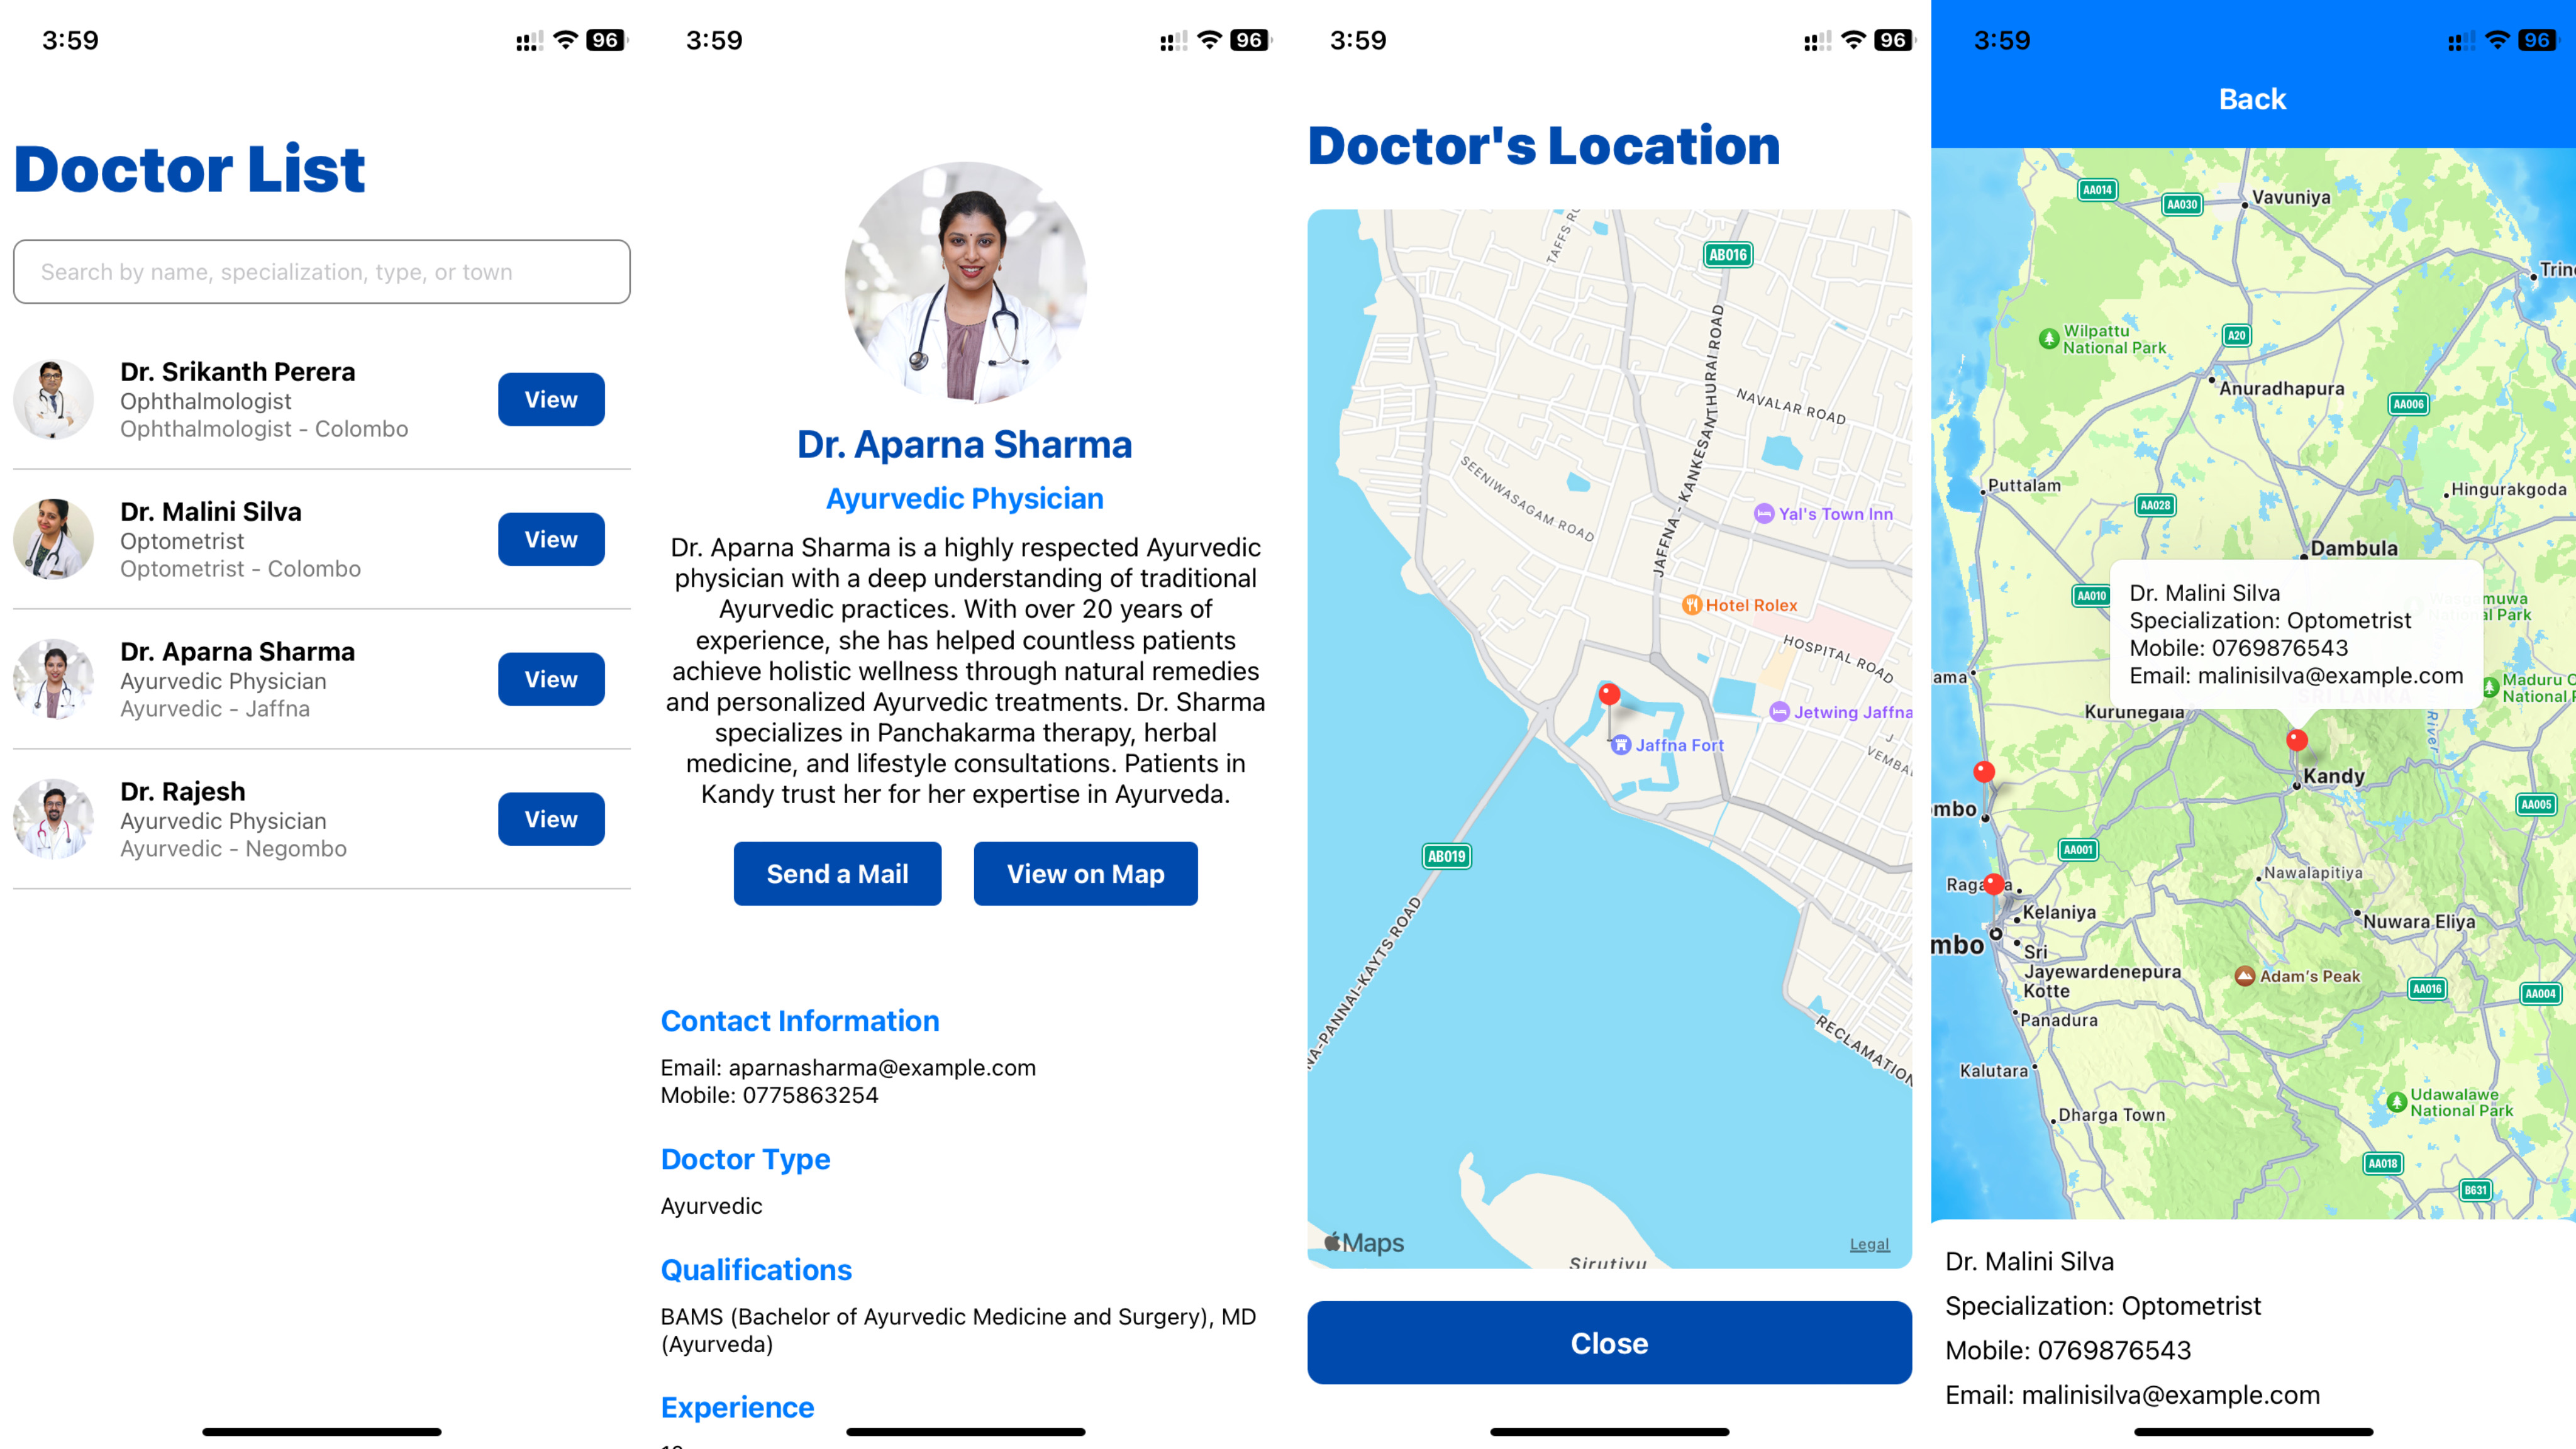 3:59
96
Doctor List
Search by name, specialization, type, or town
Dr. Srikanth Perera
Ophthalmologist
Ophthalmologist - Colombo
View
Dr. Malini Silva
Optometrist
Optometrist - Colombo
View
Dr. Aparna Sharma
Ayurvedic Physician
Ayurvedic - Jaffna
View
Dr. Rajesh
Ayurvedic Physician
Ayurvedic - Negombo
View
3:59
96
Dr. Aparna Sharma
Ayurvedic Physician
Dr. Aparna Sharma is a highly respected Ayurvedic
physician with a deep understanding of traditional
Ayurvedic practices. With over 20 years of
experience, she has helped countless patients
achieve holistic wellness through natural remedies
and personalized Ayurvedic treatments. Dr. Sharma
specializes in Panchakarma therapy, herbal
medicine, and lifestyle consultations. Patients in
Kandy trust her for her expertise in Ayurveda.
Send a Mail
View on Map
Contact Information
Email: aparnasharma@example.com
Mobile: 0775863254
Doctor Type
Ayurvedic
Qualifications
BAMS (Bachelor of Ayurvedic Medicine and Surgery), MD
(Ayurveda)
Experience
3:59
96
Doctor's Location
TAFFS R
AB016
JAFFNA - KANKESANTHURAI ROAD
NAVALAR ROAD
SEENIWASAGAM ROAD
Yal's Town Inn
Hotel Rolex
HOSPITAL ROAD
Jetwing Jaffna
Jaffna Fort
J
VEMBA
AB019
NA-PANNAI-KAYTS ROAD
RECLAMATION
Maps
Legal
Sirutivu
Close
3:59
96
Back
AA014
AA030
Vavuniya
Trin
Wilpattu
National Park
A20
Anuradhapura
AA006
Puttalam
Hingurakgoda
AA028
Dambula
AA010
Dr. Malini Silva
Specialization: Optometrist
Mobile: 0769876543
Email: malinisilva@example.com
muwa
al Park
ama
Maduru O
National P
Kurunegala
River
Kandy
mbo
AA005
AA001
Nawalapitiya
Raga a
Kelaniya
Nuwara Eliya
mbo
Sri
Jayewardenepura
Kotte
Adam's Peak
AA016
AA004
Panadura
Kalutara
Udawalawe
National Park
Dharga Town
AA018
B631
Dr. Malini Silva
Specialization: Optometrist
Mobile: 0769876543
Email: malinisilva@example.com